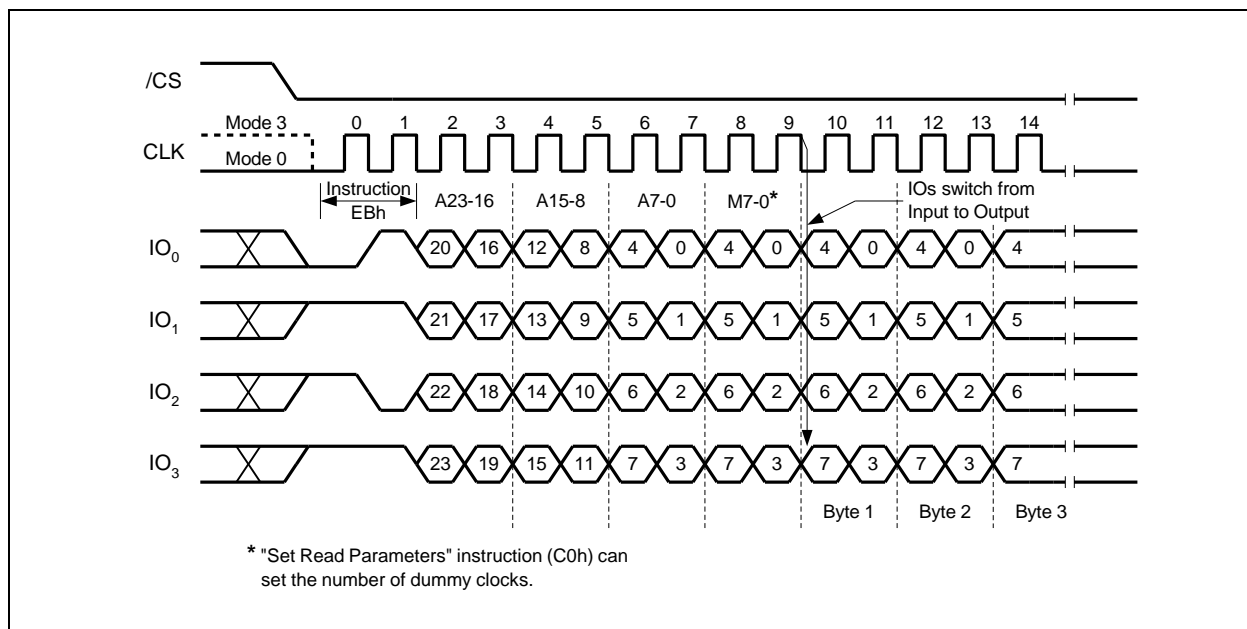 /CS
Mode 3 0 1 2 3 4 5 6 7 8 9 10 11 12 13 14
CLK
Mode 0
Instruction
EBh
A23-16 A15-8 A7-0 M7-0*
IOs switch from
Input to Output
IO0 20 16 12 8 4 0 4 0 4 0 4 0 4
IO1 21 17 13 9 5 1 5 1 5 1 5 1 5
IO2 22 18 14 10 6 2 6 2 6 2 6 2 6
IO3 23 19 15 11 7 3 7 3 7 3 7 3 7
Byte 1 Byte 2 Byte 3
* "Set Read Parameters" instruction (C0h) can
set the number of dummy clocks.